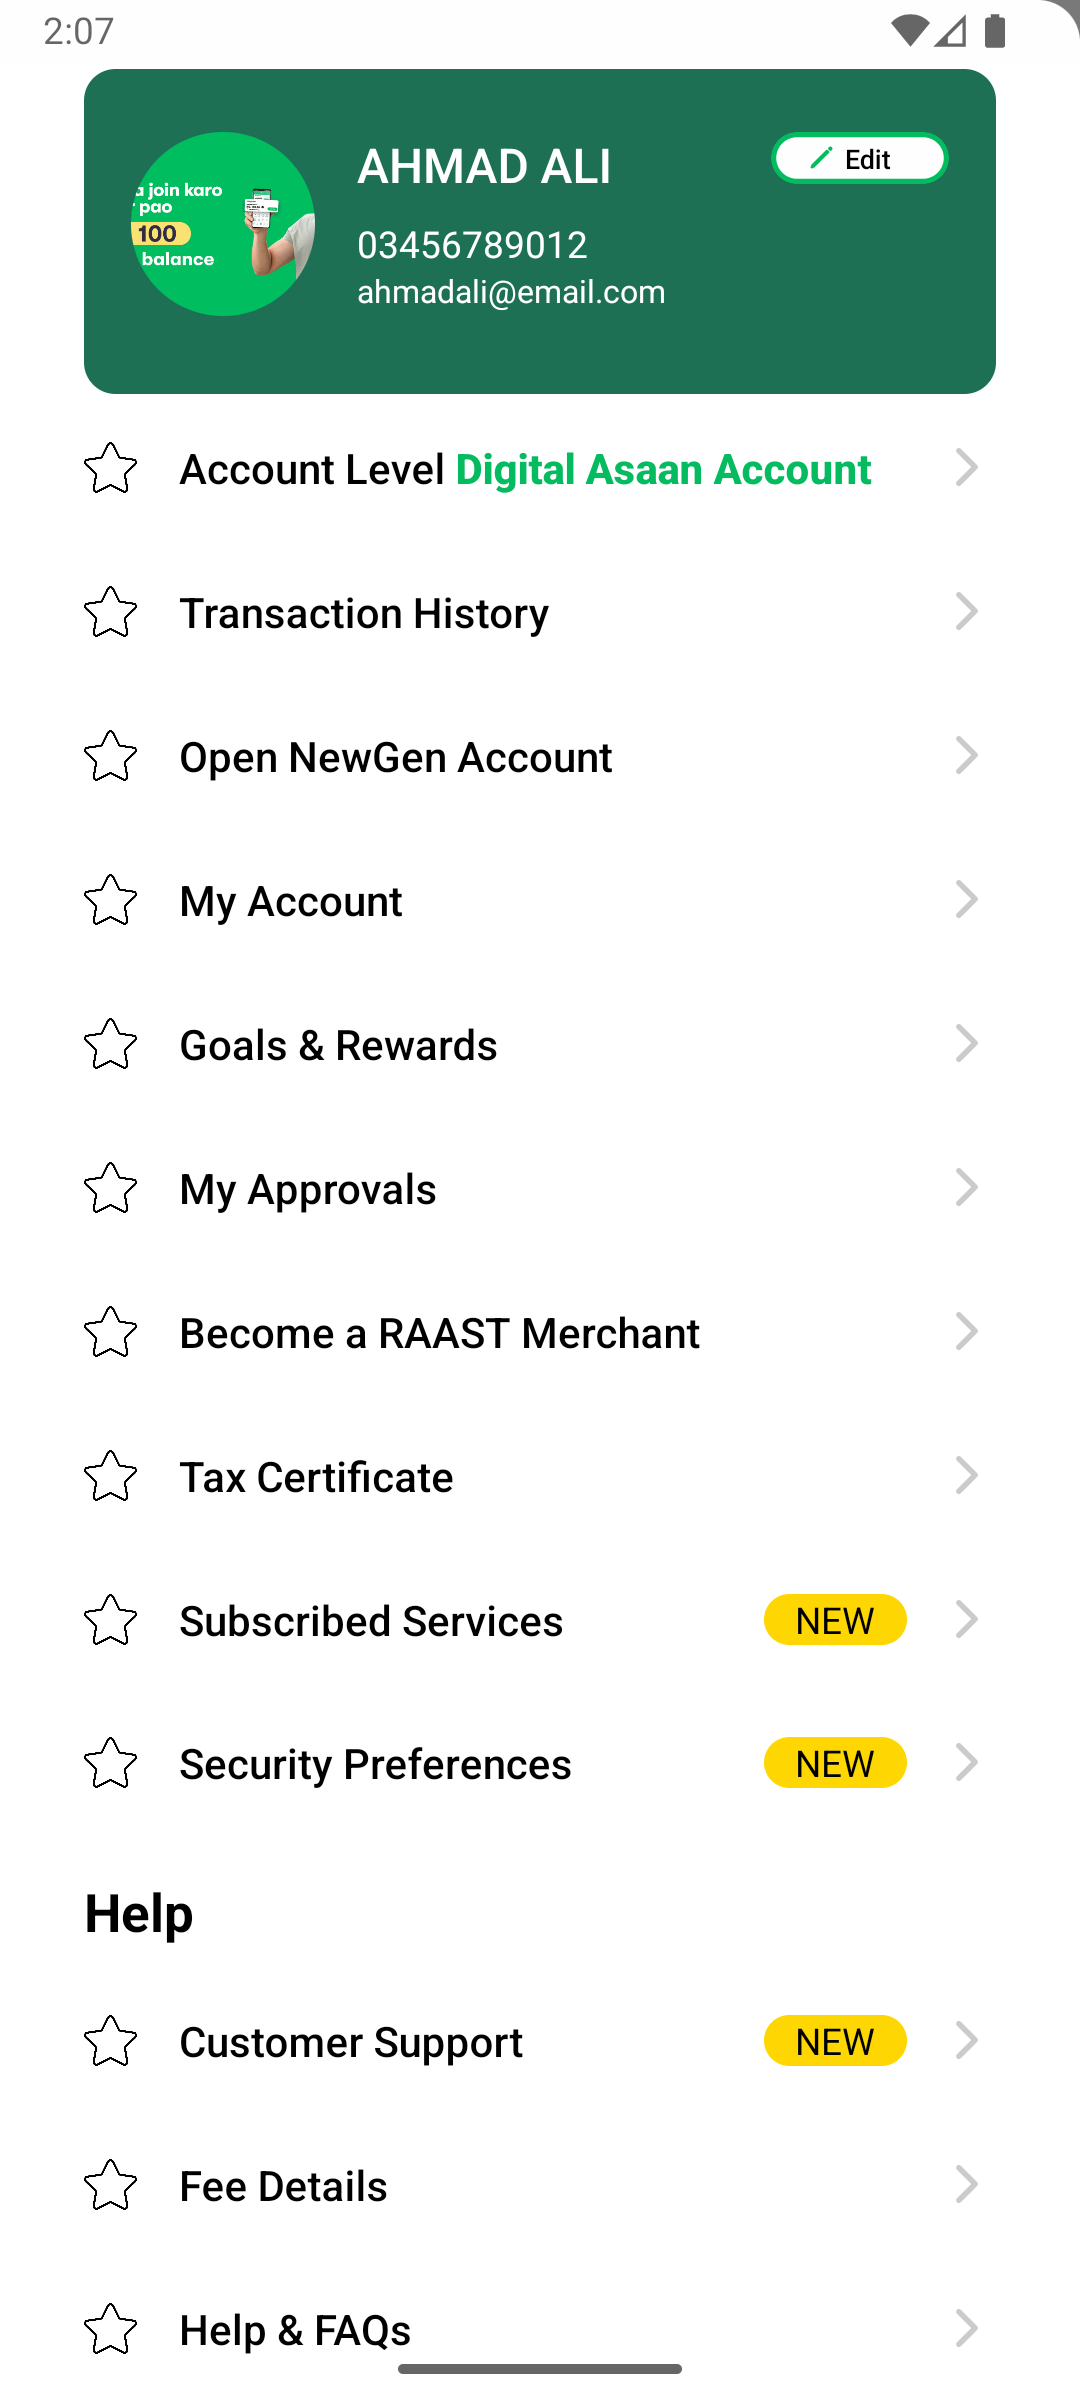 2:07
a join karo
pao
100
balance
AHMAD ALI
Edit
03456789012
ahmadali@email.com
Account Level Digital Asaan Account
Transaction History
Open NewGen Account
My Account
Goals & Rewards
My Approvals
Become a RAAST Merchant
Tax Certificate
Subscribed Services NEW
Security Preferences NEW
Help
Customer Support NEW
Fee Details
Help & FAQs